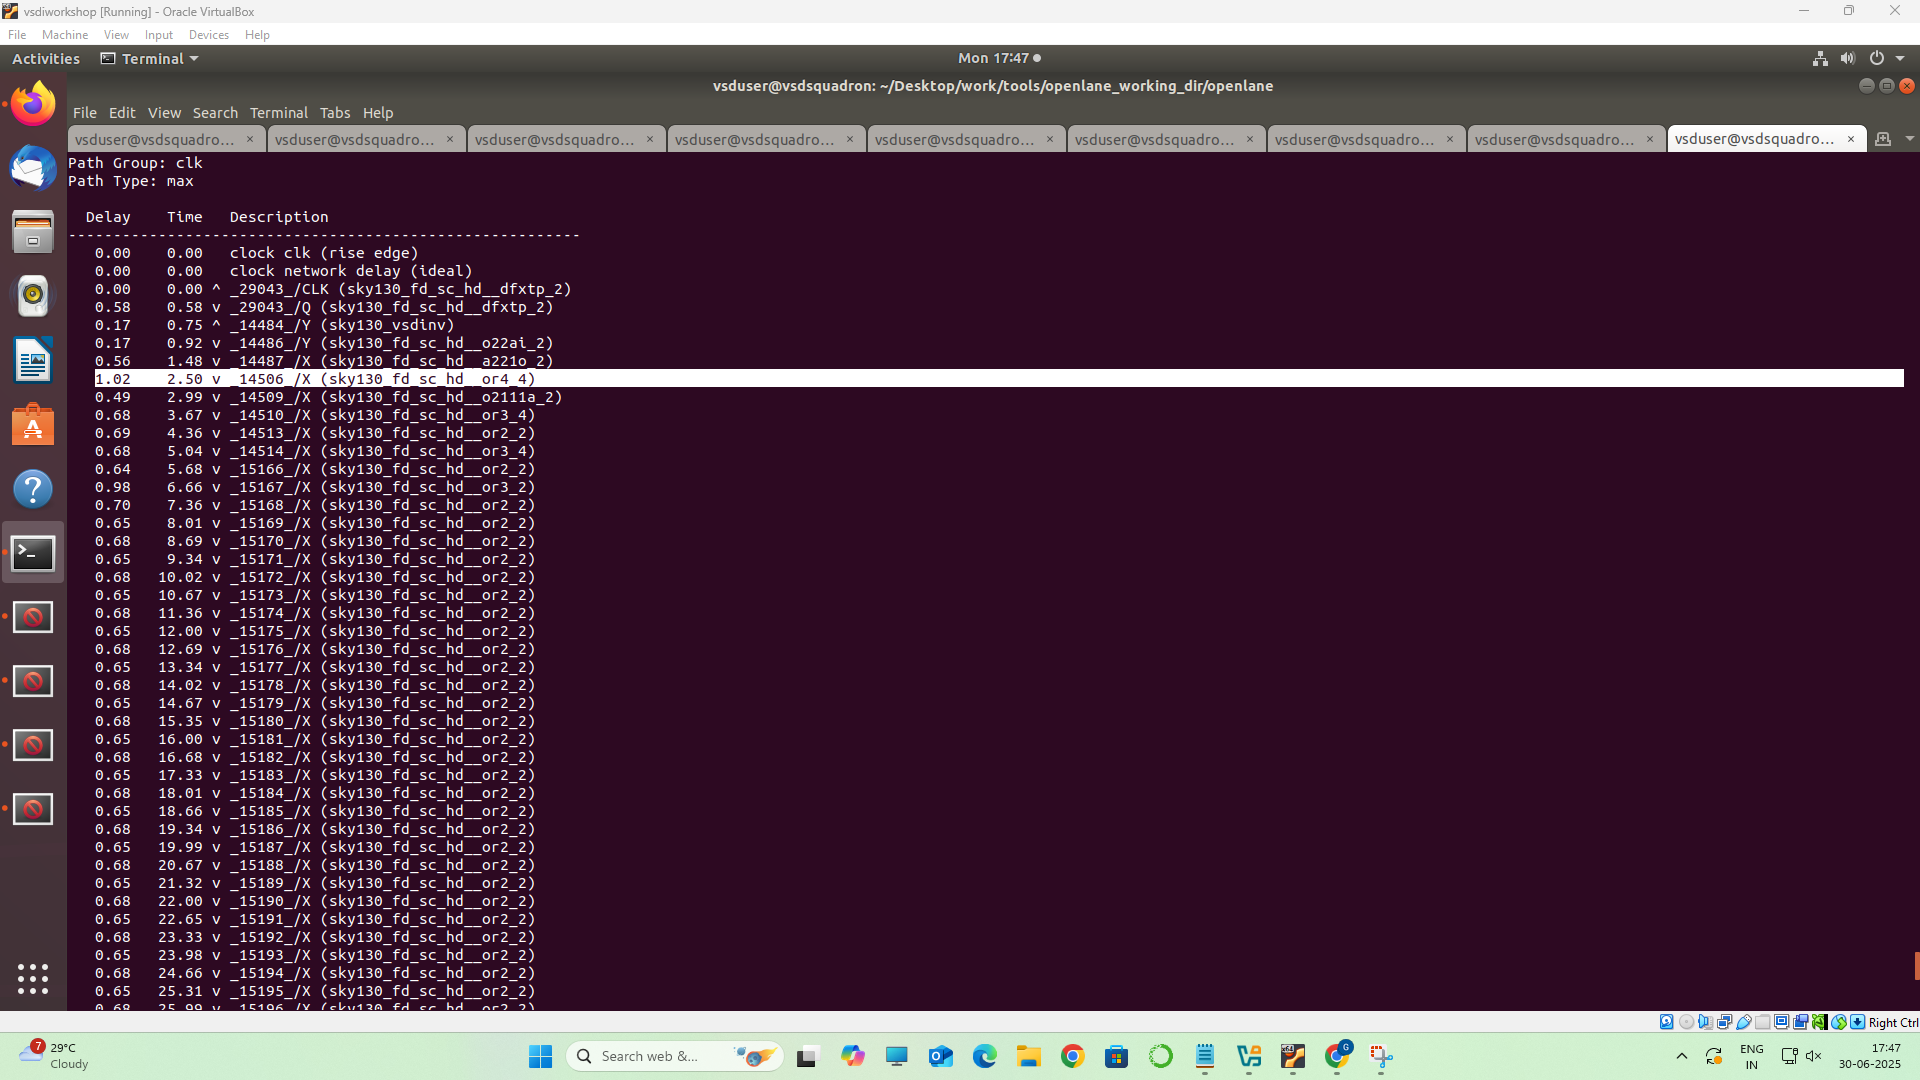 vsdiworkshop [Running] - Oracle VirtualBox
File Machine View Input Devices Help
Activities Terminal Mon 17:47
vsduser@vsdsquadron: ~/Desktop/work/tools/openlane_working_dir/openlane
File Edit View Search Terminal Tabs Help
vsduser@vsdsquadro... × vsduser@vsdsquadro... × vsduser@vsdsquadro... × vsduser@vsdsquadro... × vsduser@vsdsquadro... × vsduser@vsdsquadro... × vsduser@vsdsquadro... × vsduser@vsdsquadro... × vsduser@vsdsquadro... ×
Path Group: clk
Path Type: max
Delay Time Description
---------------------------------------------------------
0.00 0.00 clock clk (rise edge)
0.00 0.00 clock network delay (ideal)
0.00 0.00 ^ _29043_/CLK (sky130_fd_sc_hd__dfxtp_2)
0.58 0.58 v _29043_/Q (sky130_fd_sc_hd__dfxtp_2)
0.17 0.75 ^ _14484_/Y (sky130_vsdinv)
0.17 0.92 v _14486_/Y (sky130_fd_sc_hd__o22ai_2)
0.56 1.48 v _14487_/X (sky130_fd_sc_hd__a221o_2)
1.02 2.50 v _14506_/X (sky130_fd_sc_hd__or4_4)
0.49 2.99 v _14509_/X (sky130_fd_sc_hd__o2111a_2)
0.68 3.67 v _14510_/X (sky130_fd_sc_hd__or3_4)
0.69 4.36 v _14513_/X (sky130_fd_sc_hd__or2_2)
0.68 5.04 v _14514_/X (sky130_fd_sc_hd__or3_4)
0.64 5.68 v _15166_/X (sky130_fd_sc_hd__or2_2)
0.98 6.66 v _15167_/X (sky130_fd_sc_hd__or3_2)
0.70 7.36 v _15168_/X (sky130_fd_sc_hd__or2_2)
0.65 8.01 v _15169_/X (sky130_fd_sc_hd__or2_2)
0.68 8.69 v _15170_/X (sky130_fd_sc_hd__or2_2)
0.65 9.34 v _15171_/X (sky130_fd_sc_hd__or2_2)
0.68 10.02 v _15172_/X (sky130_fd_sc_hd__or2_2)
0.65 10.67 v _15173_/X (sky130_fd_sc_hd__or2_2)
0.68 11.36 v _15174_/X (sky130_fd_sc_hd__or2_2)
0.65 12.00 v _15175_/X (sky130_fd_sc_hd__or2_2)
0.68 12.69 v _15176_/X (sky130_fd_sc_hd__or2_2)
0.65 13.34 v _15177_/X (sky130_fd_sc_hd__or2_2)
0.68 14.02 v _15178_/X (sky130_fd_sc_hd__or2_2)
0.65 14.67 v _15179_/X (sky130_fd_sc_hd__or2_2)
0.68 15.35 v _15180_/X (sky130_fd_sc_hd__or2_2)
0.65 16.00 v _15181_/X (sky130_fd_sc_hd__or2_2)
0.68 16.68 v _15182_/X (sky130_fd_sc_hd__or2_2)
0.65 17.33 v _15183_/X (sky130_fd_sc_hd__or2_2)
0.68 18.01 v _15184_/X (sky130_fd_sc_hd__or2_2)
0.65 18.66 v _15185_/X (sky130_fd_sc_hd__or2_2)
0.68 19.34 v _15186_/X (sky130_fd_sc_hd__or2_2)
0.65 19.99 v _15187_/X (sky130_fd_sc_hd__or2_2)
0.68 20.67 v _15188_/X (sky130_fd_sc_hd__or2_2)
0.65 21.32 v _15189_/X (sky130_fd_sc_hd__or2_2)
0.68 22.00 v _15190_/X (sky130_fd_sc_hd__or2_2)
0.65 22.65 v _15191_/X (sky130_fd_sc_hd__or2_2)
0.68 23.33 v _15192_/X (sky130_fd_sc_hd__or2_2)
0.65 23.98 v _15193_/X (sky130_fd_sc_hd__or2_2)
0.68 24.66 v _15194_/X (sky130_fd_sc_hd__or2_2)
0.65 25.31 v _15195_/X (sky130_fd_sc_hd__or2_2)
0.68 25.99 v _15196_/X (sky130_fd_sc_hd__or2_2)
Right Ctrl
7 29°C
Cloudy
Search web &...
G
ENG
IN
17:47
30-06-2025